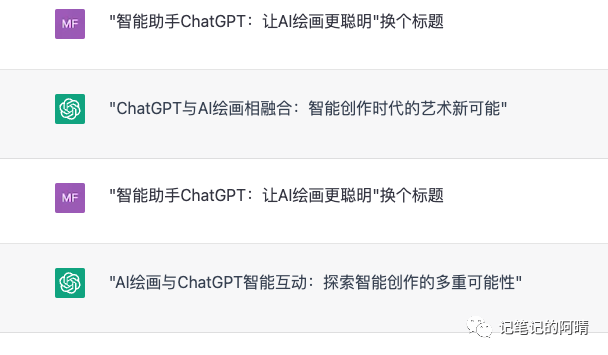 MF
"智能助手ChatGPT：让AI绘画更聪明"换个标题
"ChatGPT与AI绘画相融合：智能创作时代的艺术新可能"
MF
"智能助手ChatGPT：让AI绘画更聪明"换个标题
"AI绘画与ChatGPT智能互动：探索智能创作的多重可能性"
记笔记的阿晴